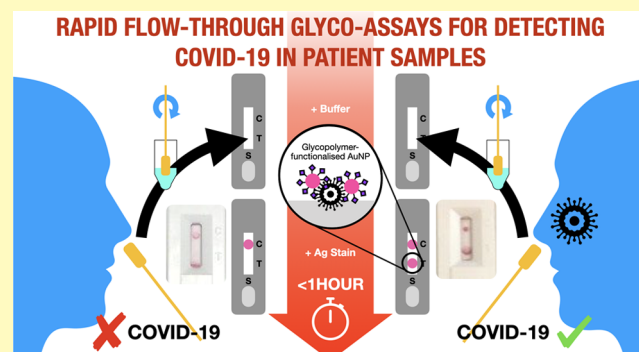 RAPID FLOW-THROUGH GLYCO-ASSAYS FOR DETECTING
COVID-19 IN PATIENT SAMPLES
+ Buffer
C
T
S
C
T
S
Glycopolymer-
functionalised AuNP
C
T
S
C
T
S
+ Ag Stain
<1HOUR
COVID-19
COVID-19